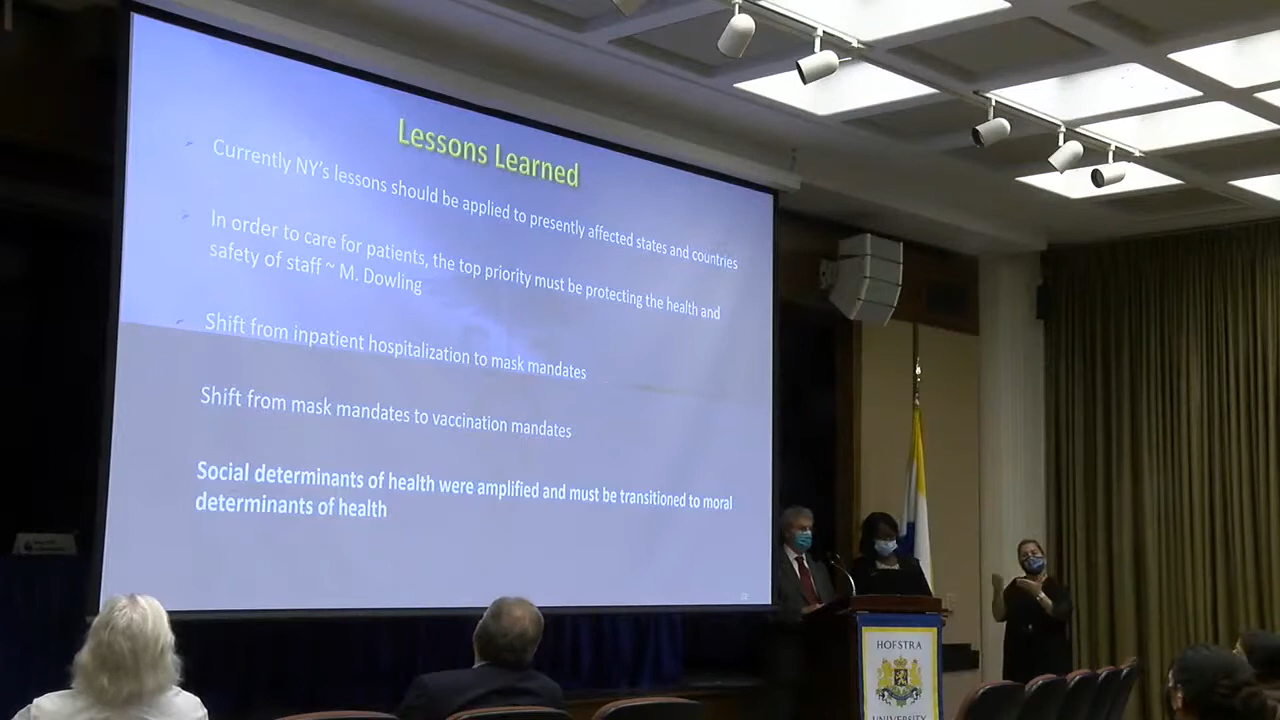 Lessons Learned
Currently NY's lessons should be applied to presently affected states and countries
In order to care for patients, the top priority must be protecting the health and
safety of staff ~ M. Dowling
Shift from inpatient hospitalization to mask mandates
Shift from mask mandates to vaccination mandates
Social determinants of health were amplified and must be transitioned to moral
determinants of health
HOFSTRA
UNIVERSITY